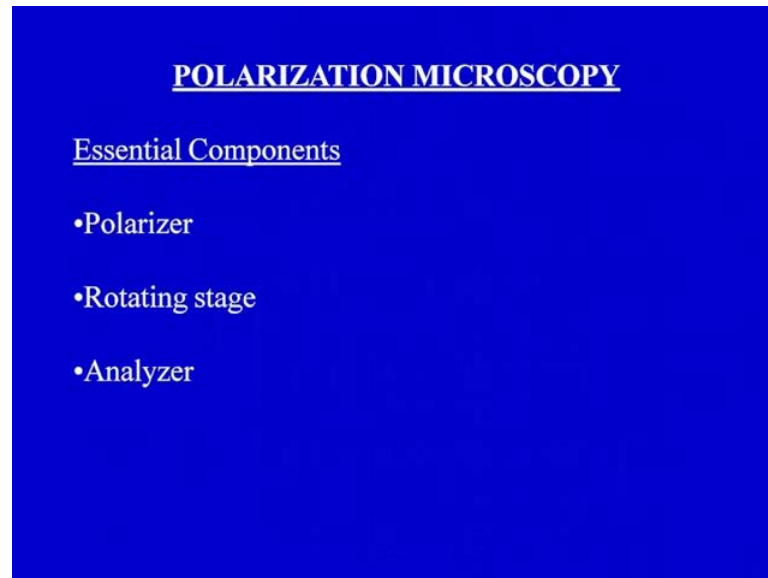 POLARIZATION MICROSCOPY
Essential Components
•Polarizer
•Rotating stage
•Analyzer